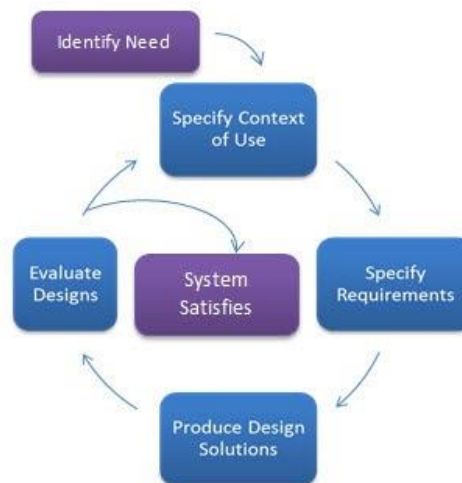 Identify Need
Specify Context
of Use
Specify
Requirements
Produce Design
Solutions
Evaluate
Designs
System
Satisfies